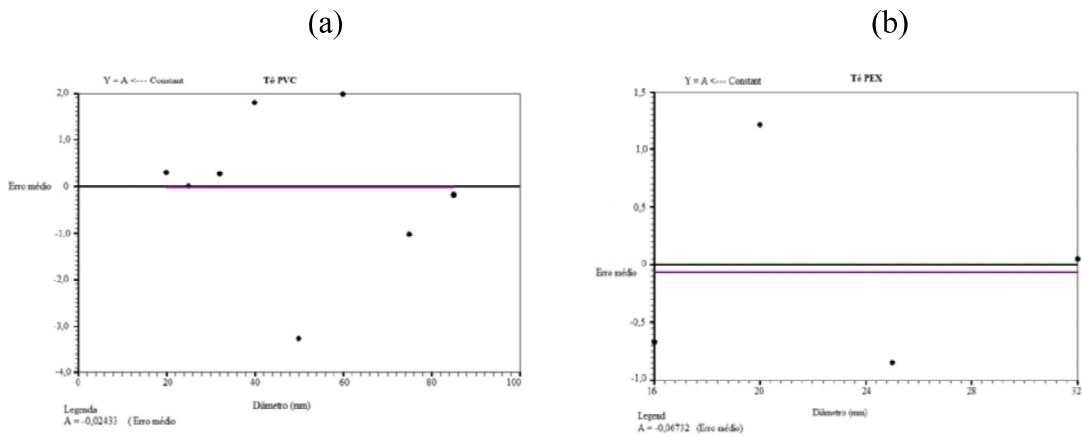 (a)
Y = A <--- Constant
Tê PVC
2,0
1,0
0
-1,0
-2,0
-3,0
-4,0
Erro médio
0
20
40
60
80
100
Diâmetro (mm)
Legenda
A = -0,02433 ( Erro médio
(b)
Y = A <--- Constant
Tê PEX
1,5
1,0
0,5
0
-0,5
-1,0
Erro médio
16
20
24
28
32
Diâmetro (mm)
Legend
A = -0,06732 (Erro médio)